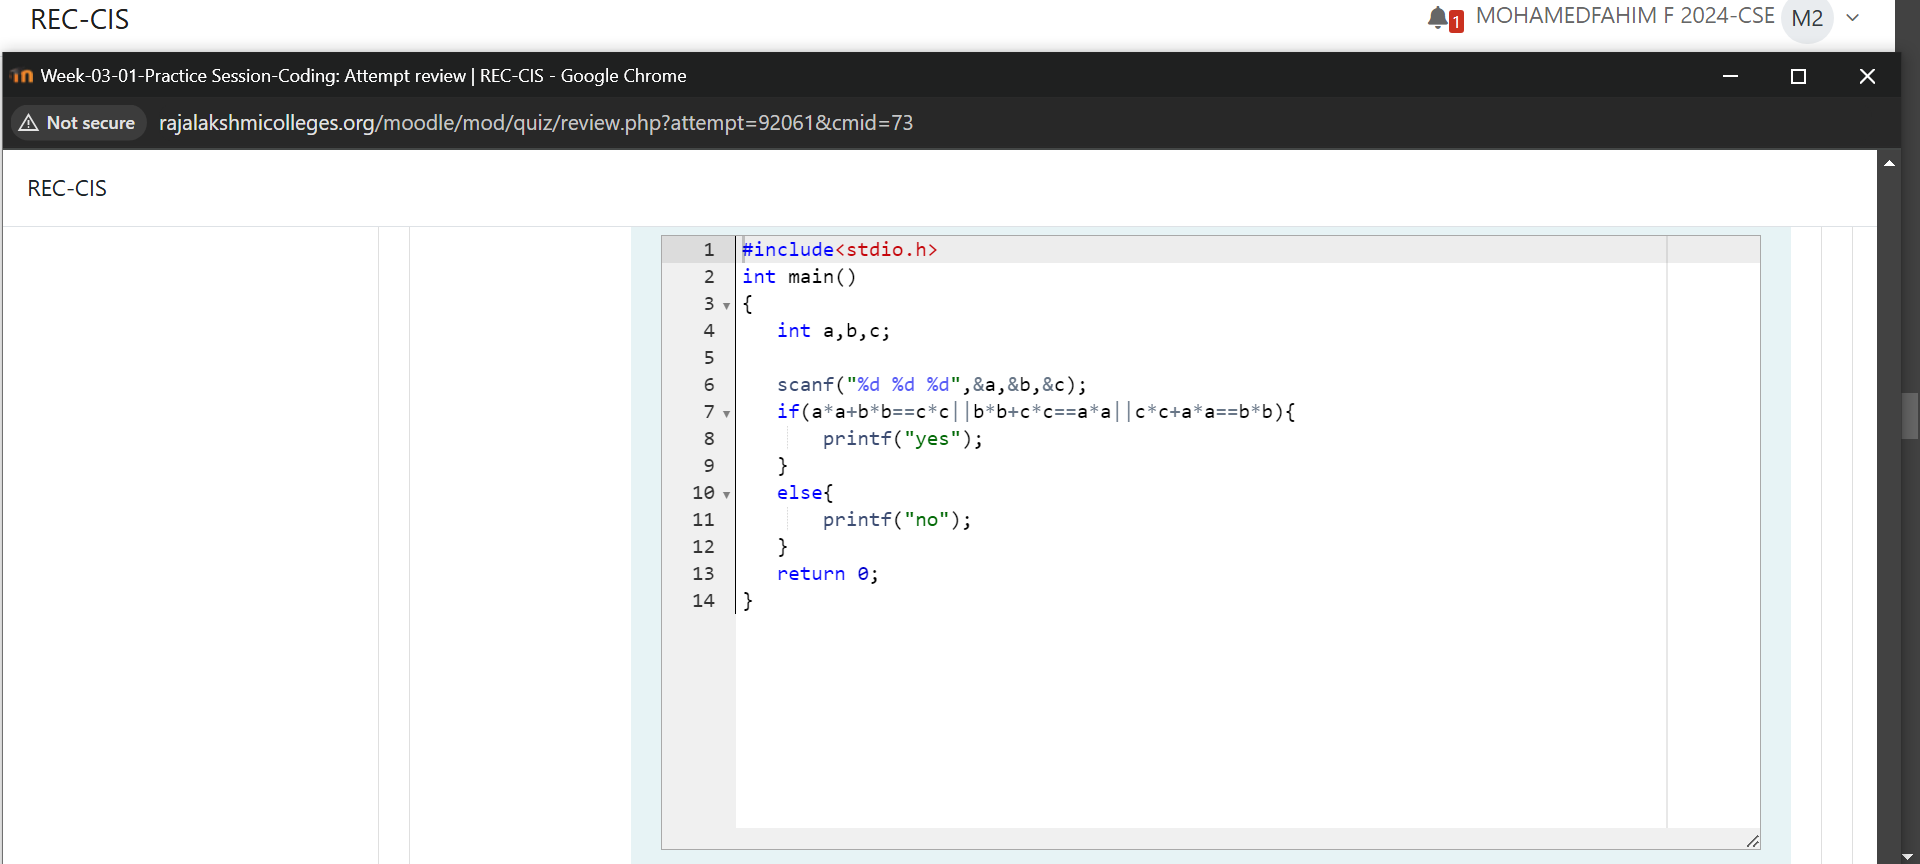 REC-CIS
1
MOHAMEDFAHIM F 2024-CSE
M2
Week-03-01-Practice Session-Coding: Attempt review | REC-CIS - Google Chrome
Not secure
rajalakshmicolleges.org/moodle/mod/quiz/review.php?attempt=92061&cmid=73
REC-CIS
1 #include<stdio.h>
2 int main()
3 {
4    int a,b,c;
5
6    scanf("%d %d %d",&a,&b,&c);
7    if(a*a+b*b==c*c||b*b+c*c==a*a||c*c+a*a==b*b){
8        printf("yes");
9    }
10    else{
11        printf("no");
12    }
13    return 0;
14 }